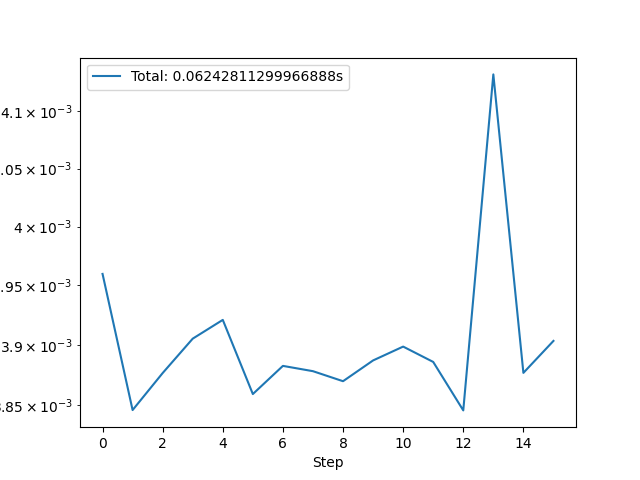 Total: 0.06242811299966888s
4.1 × 10⁻³
.05 × 10⁻³
4 × 10⁻³
.95 × 10⁻³
3.9 × 10⁻³
.85 × 10⁻³
0 2 4 6 8 10 12 14
Step